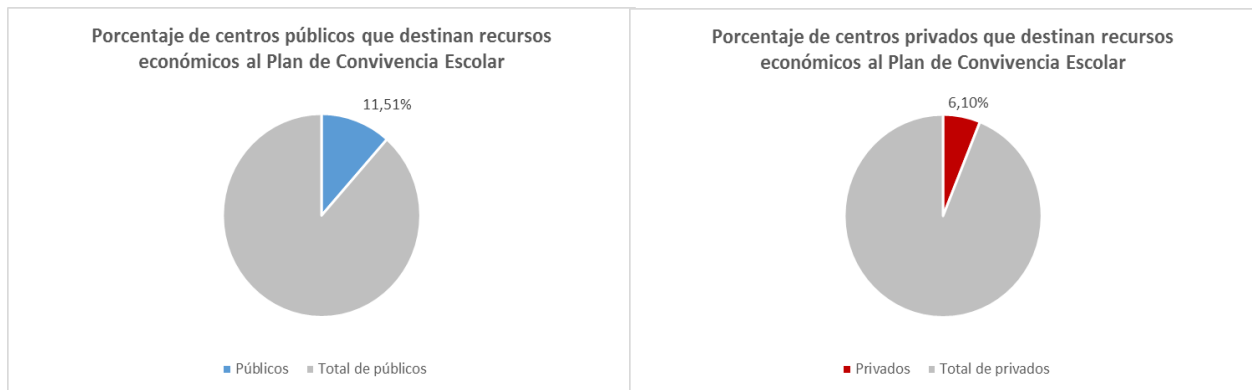 Porcentaje de centros públicos que destinan recursos
económicos al Plan de Convivencia Escolar
11,51%
Públicos
Total de públicos
Porcentaje de centros privados que destinan recursos
económicos al Plan de Convivencia Escolar
6,10%
Privados
Total de privados